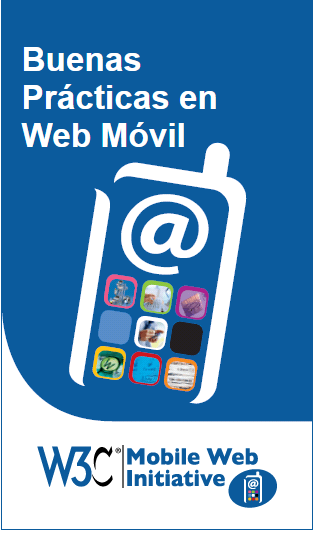 Buenas
Prácticas en
Web Móvil
@
W3C® Mobile Web
Initiative